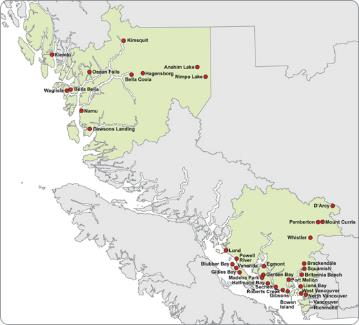 Kimsquit
Klemtu
Anahim Lake
Ocean Falls
Hagensborg
Bella Coola
Nimpo Lake
Waglisla
Bella Bella
Namu
Dawsons Landing
D'Arcy
Pemberton
Mount Currie
Whistler
Lund
Powell
River
Blubber Bay
Vananda
Egmont
Brackendale
Gillies Bay
Squamish
Madeira Park
Garden Bay
Britannia Beach
Halfmoon Bay
Port Mellon
Sechelt
Lions Bay
Roberts Creek
West Vancouver
Gibsons
North Vancouver
Bowen
Island
Vancouver
Richmond